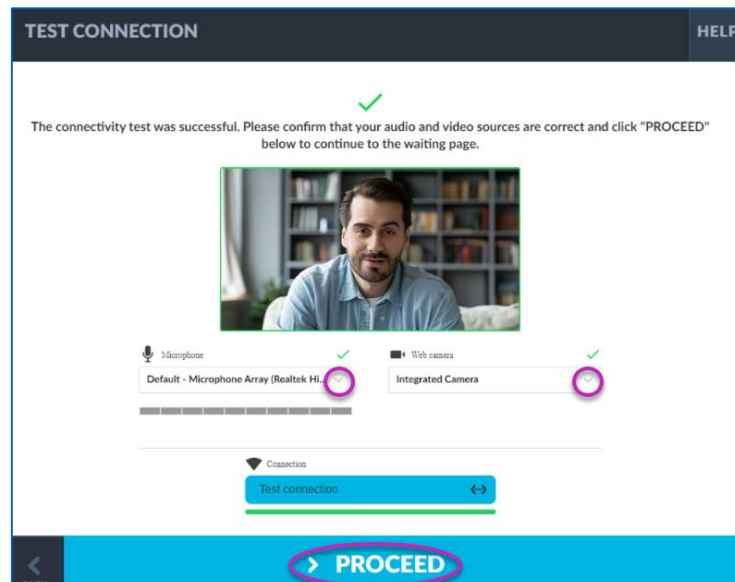 TEST CONNECTION
HELP
The connectivity test was successful. Please confirm that your audio and video sources are correct and click "PROCEED"
below to continue to the waiting page.
Microphone
Web camera
Default - Microphone Array (Realtek Hi...
Integrated Camera
Connection
Test connection
PROCEED